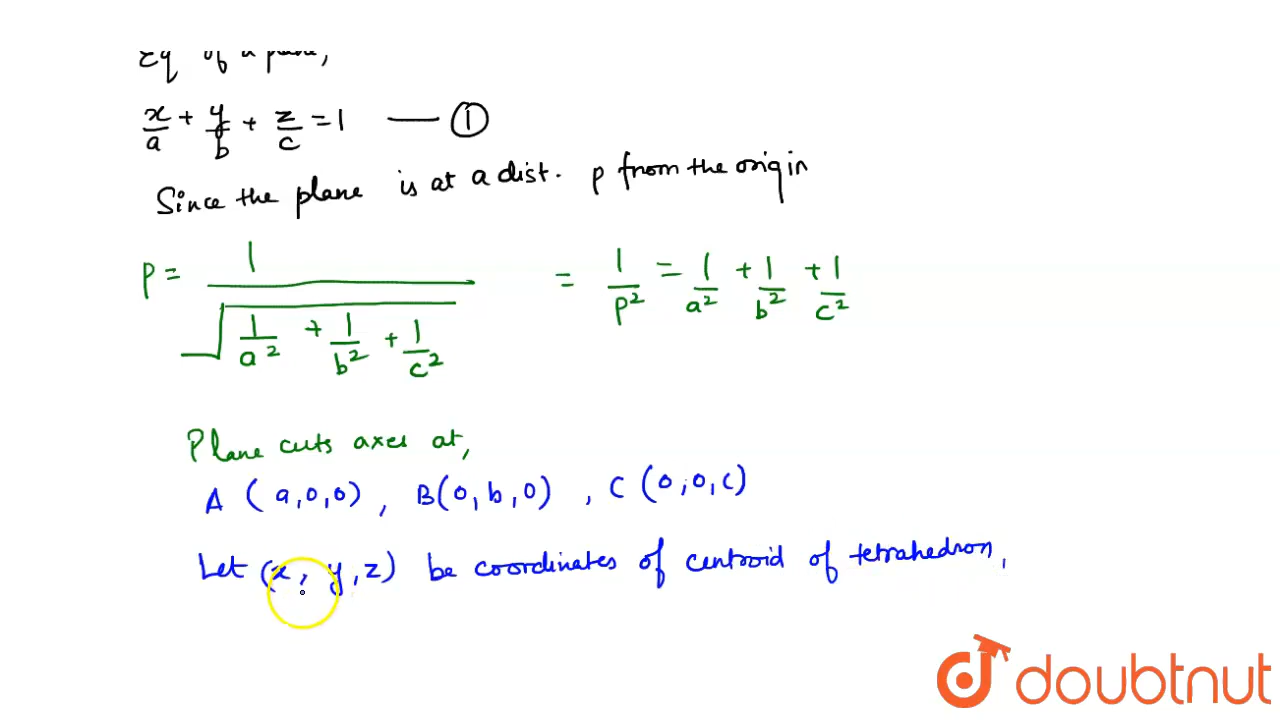 Eq of a plane,
x/a + y/b + z/c = 1 —— ①
Since the plane is at a dist. p from the origin
P = 1/√(1/a² + 1/b² + 1/c²) = 1/p² = 1/a² + 1/b² + 1/c²
Plane cuts axes at,
A (a,0,0), B(0,b,0), C (0,0,c)
Let (x, y,z) be coordinates of centroid of tetrahedron,
doubtnut